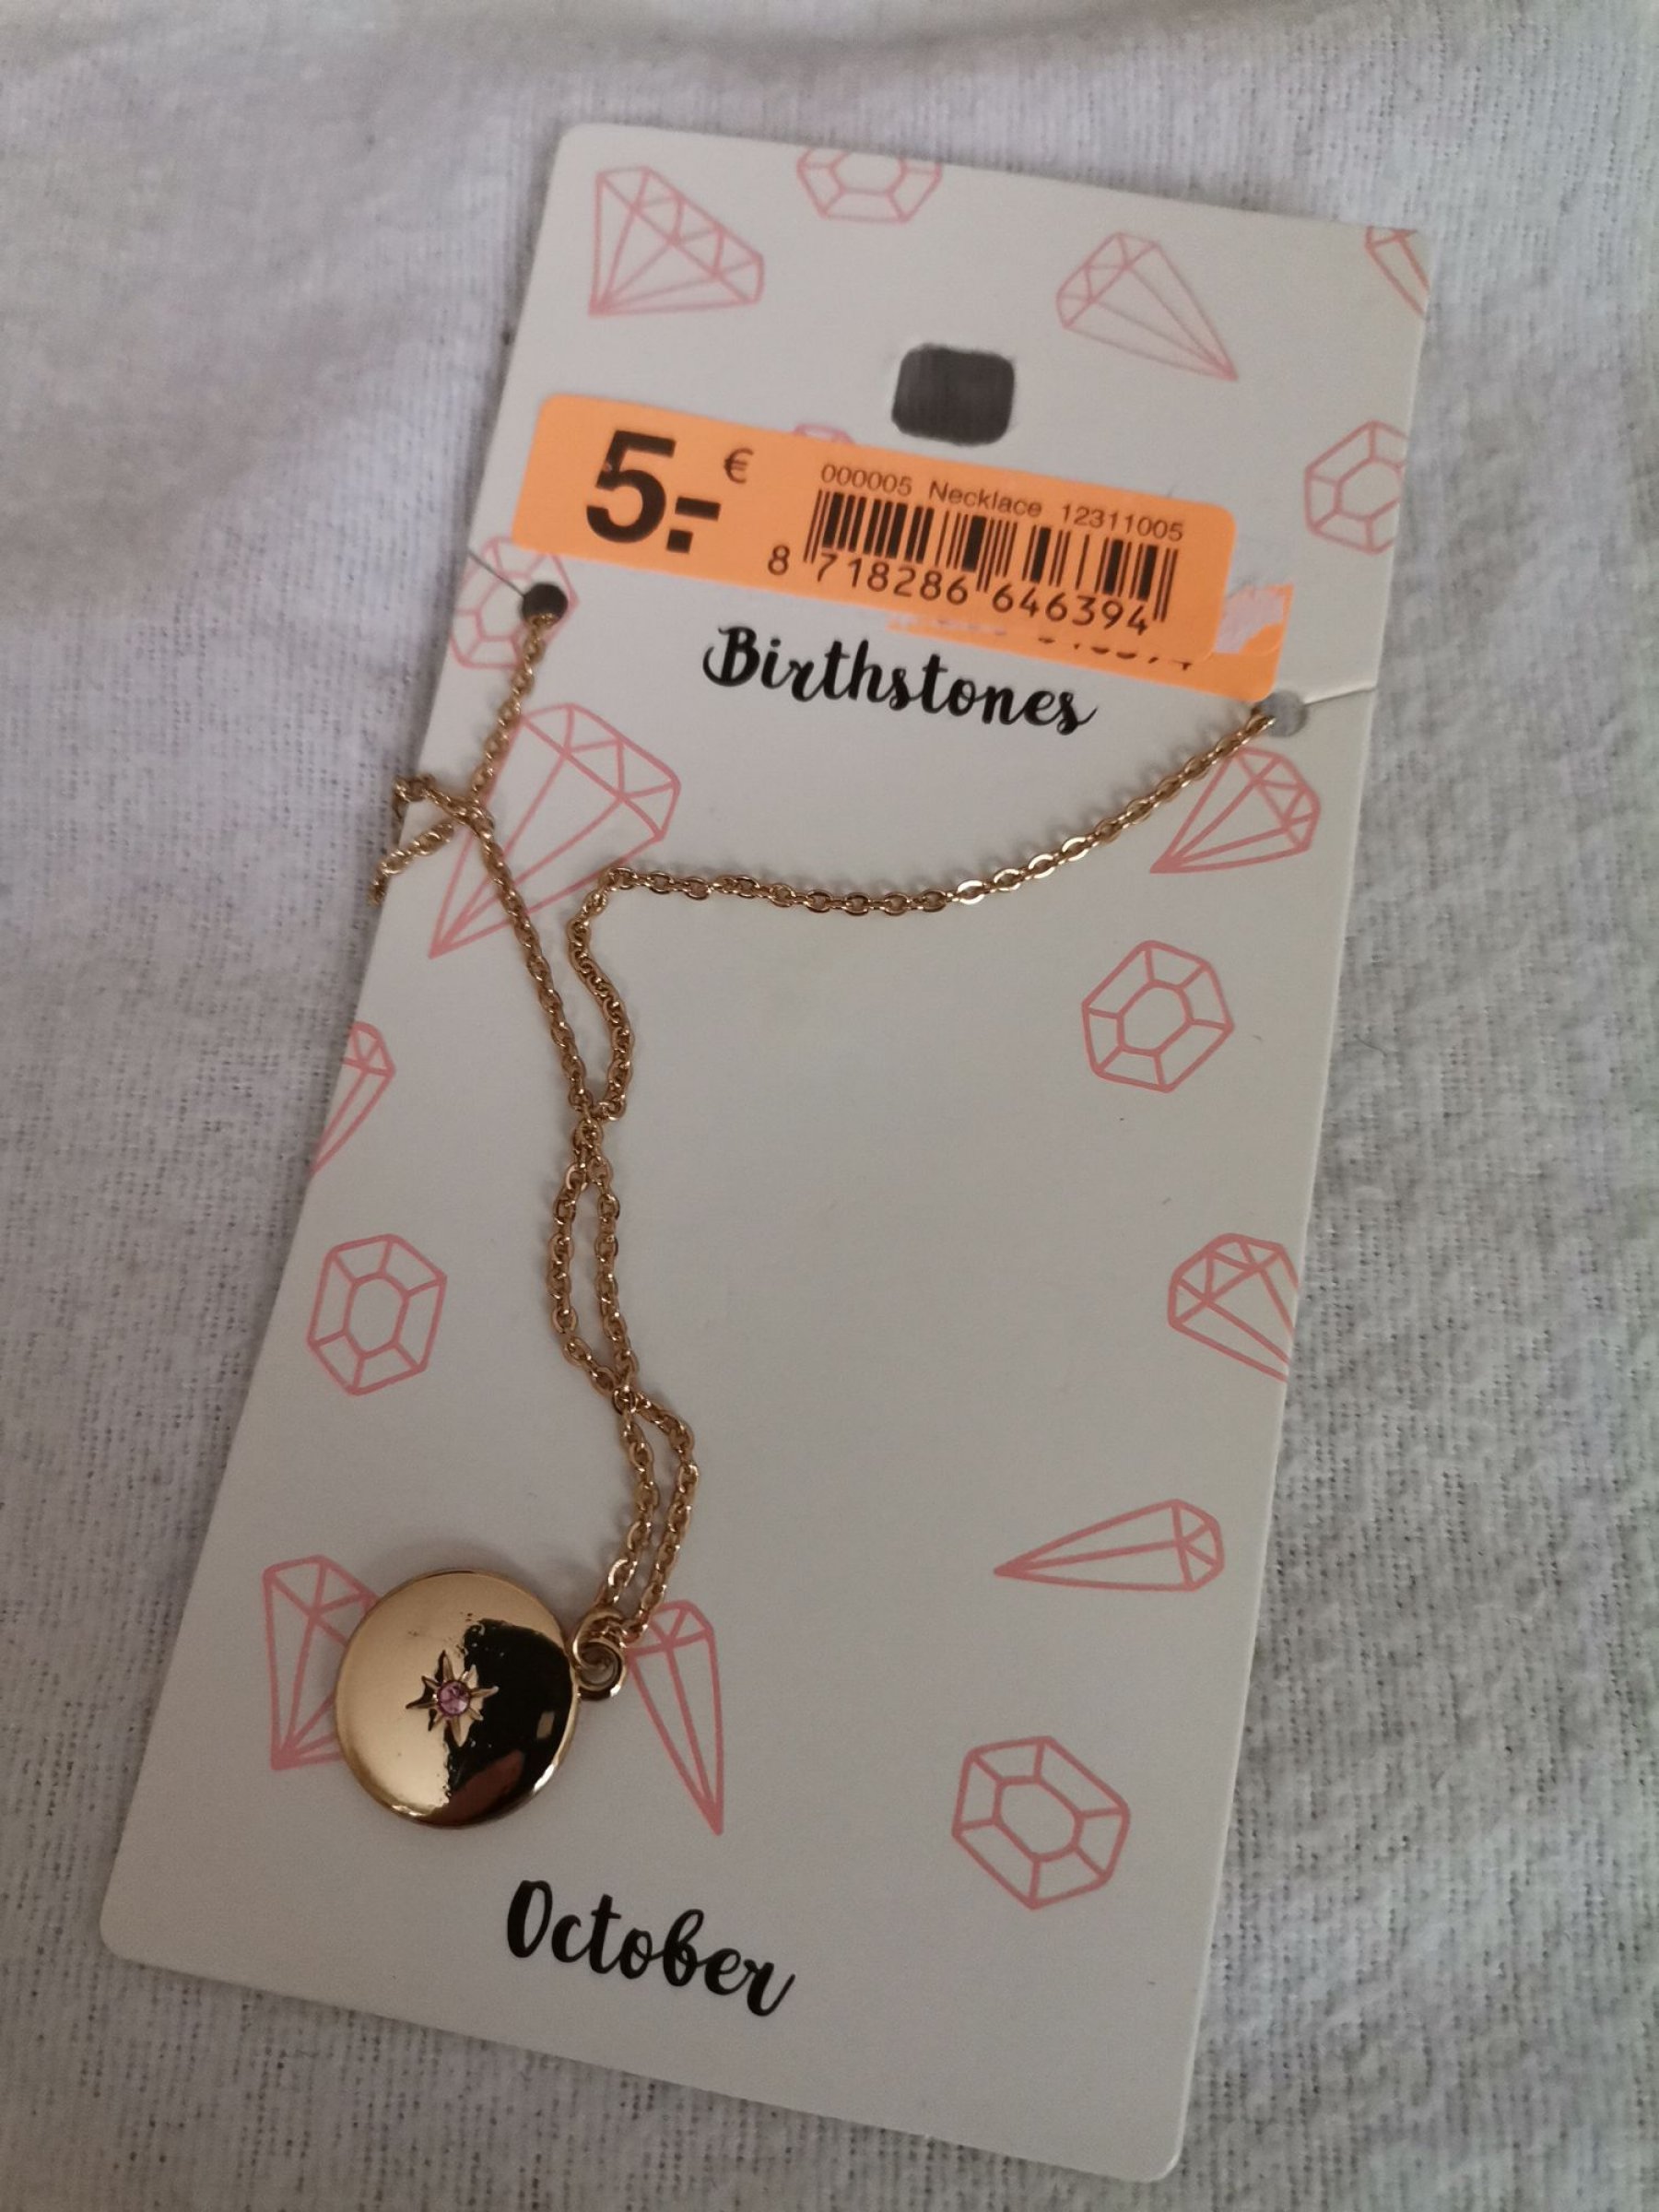 5.- €
000005 Necklace 12311005
8 718286 646394
Birthstones
October